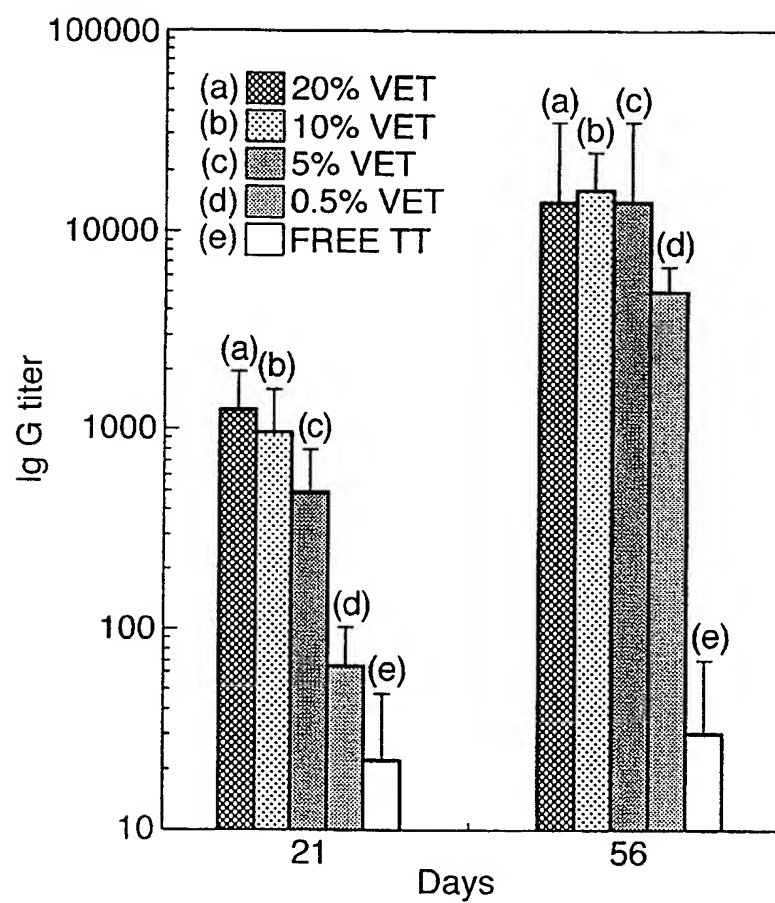 100000
10000
1000
100
10
Ig G titer
(a) 20% VET
(b) 10% VET
(c) 5% VET
(d) 0.5% VET
(e) FREE TT
(a)
(b)
(c)
(d)
(e)
(a)
(b)
(c)
(d)
(e)
21
56
Days